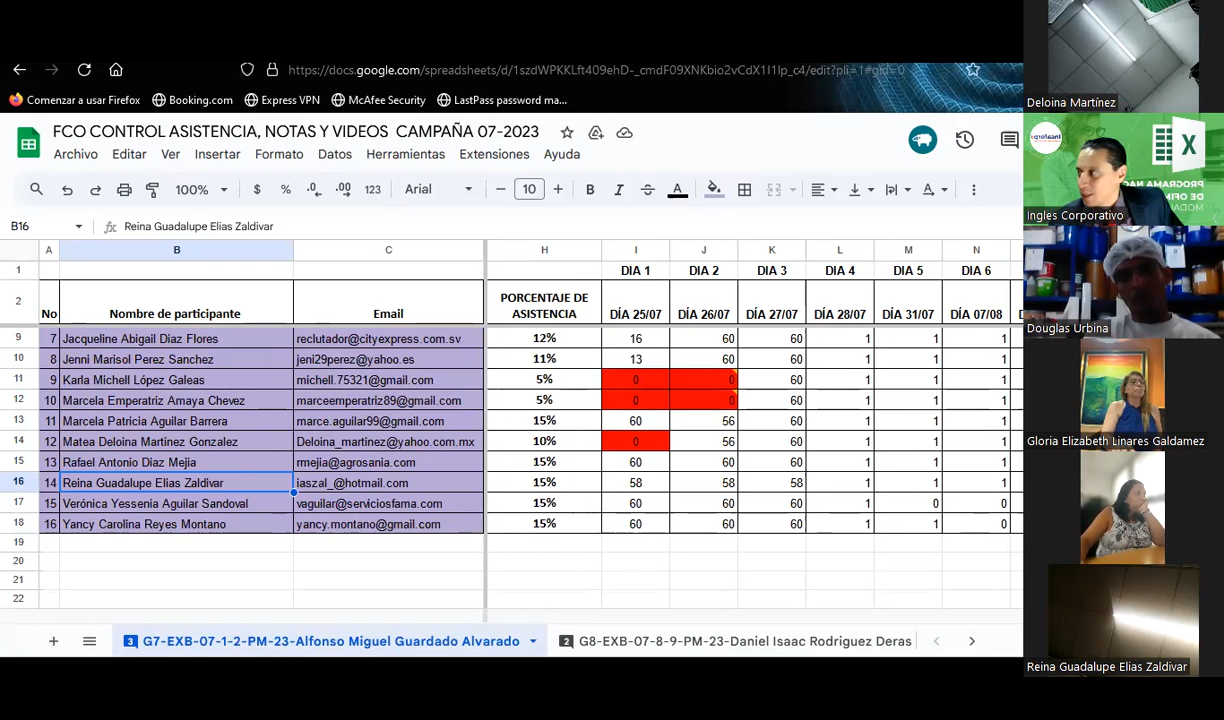 https://docs.google.com/spreadsheets/d/1szdWPKKLft409ehD-_cmdF09XNKbio2vCdX1I1Ip_c4/edit?pli=1#gid=0
Comenzar a usar Firefox Booking.com Express VPN McAfee Security LastPass password ma...
FCO CONTROL ASISTENCIA, NOTAS Y VIDEOS CAMPAÑA 07-2023
Archivo Editar Ver Insertar Formato Datos Herramientas Extensiones Ayuda
100% $ % .0 .00 123 Arial 10 B I S A
B16 fx Reina Guadalupe Elias Zaldivar
A B C H I J K L M N
1 DIA 1 DIA 2 DIA 3 DIA 4 DIA 5 DIA 6
2 No Nombre de participante Email PORCENTAJE DE ASISTENCIA DÍA 25/07 DÍA 26/07 DÍA 27/07 DÍA 28/07 DÍA 31/07 DÍA 07/08
9 7 Jacqueline Abigail Diaz Flores reclutador@cityexpress.com.sv 12% 16 60 60 1 1 1
10 8 Jenni Marisol Perez Sanchez jeni29perez@yahoo.es 11% 13 60 60 1 1 1
11 9 Karla Michell López Galeas michell.75321@gmail.com 5% 0 0 60 1 1 1
12 10 Marcela Emperatriz Amaya Chevez marceemperatriz89@gmail.com 5% 0 0 60 1 1 1
13 11 Marcela Patricia Aguilar Barrera marce.aguilar99@gmail.com 15% 60 56 60 1 1 1
14 12 Matea Deloina Martinez Gonzalez Deloina_martinez@yahoo.com.mx 10% 0 56 60 1 1 1
15 13 Rafael Antonio Diaz Mejia rmejia@agrosania.com 15% 60 60 60 1 1 1
16 14 Reina Guadalupe Elias Zaldivar iaszal_@hotmail.com 15% 58 58 58 1 1 1
17 15 Verónica Yessenia Aguilar Sandoval vaguilar@serviciosfama.com 15% 60 60 60 1 0 0
18 16 Yancy Carolina Reyes Montano yancy.montano@gmail.com 15% 60 60 60 1 1 0
19
20
21
22
3 G7-EXB-07-1-2-PM-23-Alfonso Miguel Guardado Alvarado 2 G8-EXB-07-8-9-PM-23-Daniel Isaac Rodriguez Deras
Deloina Martínez
Insaforp
X
PROGRAMA NAC
DE OFIM
MODAL
Ingles Corporativo
Douglas Urbina
Gloria Elizabeth Linares Galdamez
Reina Guadalupe Elias Zaldivar